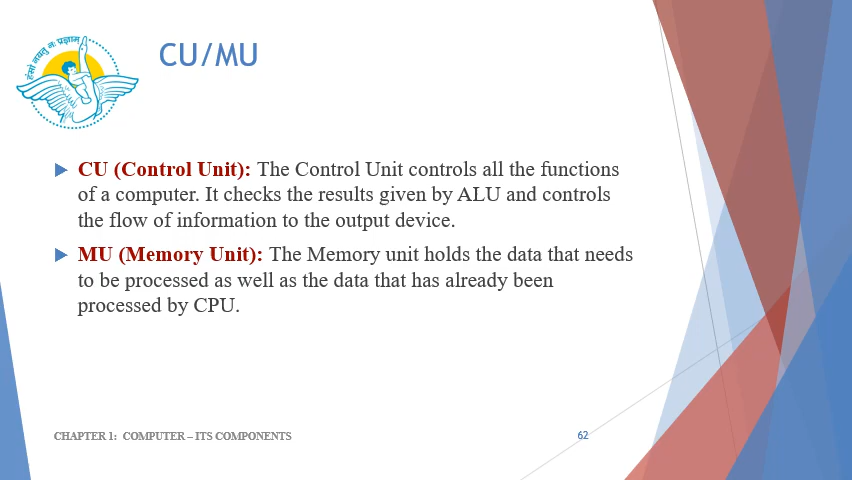 हंसो नयतु नः प्रज्ञाम्
CU/MU
CU (Control Unit): The Control Unit controls all the functions
of a computer. It checks the results given by ALU and controls
the flow of information to the output device.
MU (Memory Unit): The Memory unit holds the data that needs
to be processed as well as the data that has already been
processed by CPU.
CHAPTER 1: COMPUTER – ITS COMPONENTS
62